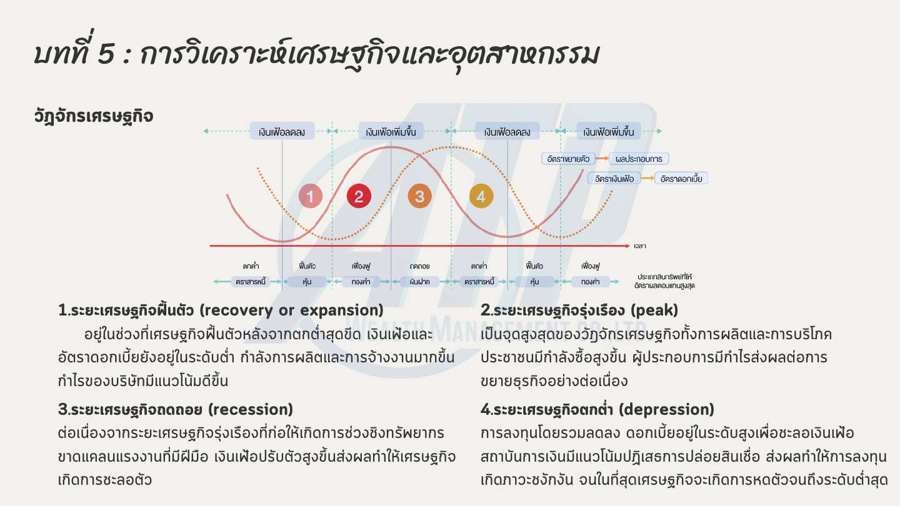 บทที่ 5 : การวิเคราะห์เศรษฐกิจและอุตสาหกรรม
วัฎจักรเศรษฐกิจ
เงินเฟ้อลดลง เงินเฟ้อเพิ่มขึ้น เงินเฟ้อลดลง เงินเฟ้อเพิ่มขึ้น
อัตราขยายตัว ผลประกอบการ
อัตราเงินเฟ้อ อัตราดอกเบี้ย
1 2 3 4
เวลา
ตกต่ำ ฟื้นตัว เฟื่องฟู ถดถอย ตกต่ำ ฟื้นตัว เฟื่องฟู
ตราสารหนี้ หุ้น ทองคำ เงินฝาก ตราสารหนี้ หุ้น ทองคำ
ประเภทสินทรัพย์ที่ให้
อัตราผลตอบแทนสูงสุด
ATP
WEALTH MANAGEMENT CO.,LTD
1.ระยะเศรษฐกิจฟื้นตัว (recovery or expansion)
อยู่ในช่วงที่เศรษฐกิจฟื้นตัวหลังจากตกต่ำสุดขีด เงินเฟ้อและ
อัตราดอกเบี้ยยังอยู่ในระดับต่ำ กำลังการผลิตและการจ้างงานมากขึ้น
กำไรของบริษัทมีแนวโน้มดีขึ้น
2.ระยะเศรษฐกิจรุ่งเรือง (peak)
เป็นจุดสูงสุดของวัฎจักรเศรษฐกิจทั้งการผลิตและการบริโภค
ประชาชนมีกำลังซื้อสูงขึ้น ผู้ประกอบการมีกำไรส่งผลต่อการ
ขยายธุรกิจอย่างต่อเนื่อง
3.ระยะเศรษฐกิจถดถอย (recession)
ต่อเนื่องจากระยะเศรษฐกิจรุ่งเรืองที่ก่อให้เกิดการช่วงชิงทรัพยากร
ขาดแคลนแรงงานที่มีฝีมือ เงินเฟ้อปรับตัวสูงขึ้นส่งผลทำให้เศรษฐกิจ
เกิดการชะลอตัว
4.ระยะเศรษฐกิจตกต่ำ (depression)
การลงทุนโดยรวมลดลง ดอกเบี้ยอยู่ในระดับสูงเพื่อชะลอเงินเฟ้อ
สถาบันการเงินมีแนวโน้มปฎิเสธการปล่อยสินเชื่อ ส่งผลทำให้การลงทุน
เกิดภาวะชงักงัน จนในที่สุดเศรษฐกิจจะเกิดการหดตัวจนถึงระดับต่ำสุด